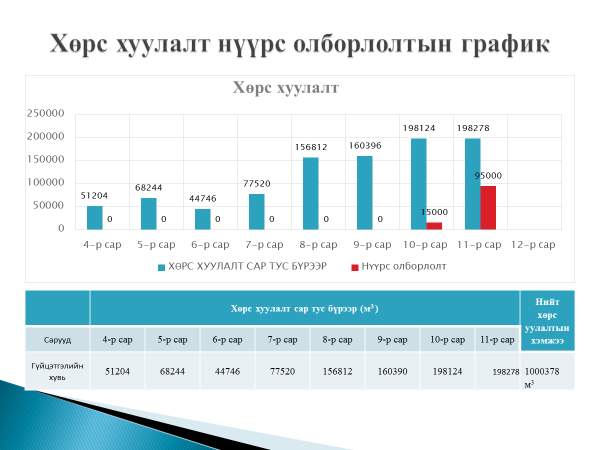 Хөрс хуулалт нүүрс олборлолтын график
Хөрс хуулалт
250000
200000
150000
100000
50000
0
51204
0
68244
0
44746
0
77520
0
156812
0
160396
0
198124
15000
198278
95000
4-р сар
5-р сар
6-р сар
7-р сар
8-р сар
9-р сар
10-р сар
11-р сар
12-р сар
ХӨРС ХУУЛАЛТ САР ТУС БҮРЭЭР
Нүүрс олборлолт
Хөрс хуулалт сар тус бүрээр (м³)
Нийт
хөрс
уулалтын
хэмжээ
Сарууд 4-р сар 5-р сар 6-р сар 7-р сар 8-р сар 9-р сар 10-р сар 11-р сар
Гүйцэтгэлийн
хувь
51204 68244 44746 77520 156812 160390 198124 198278 1000378
м³